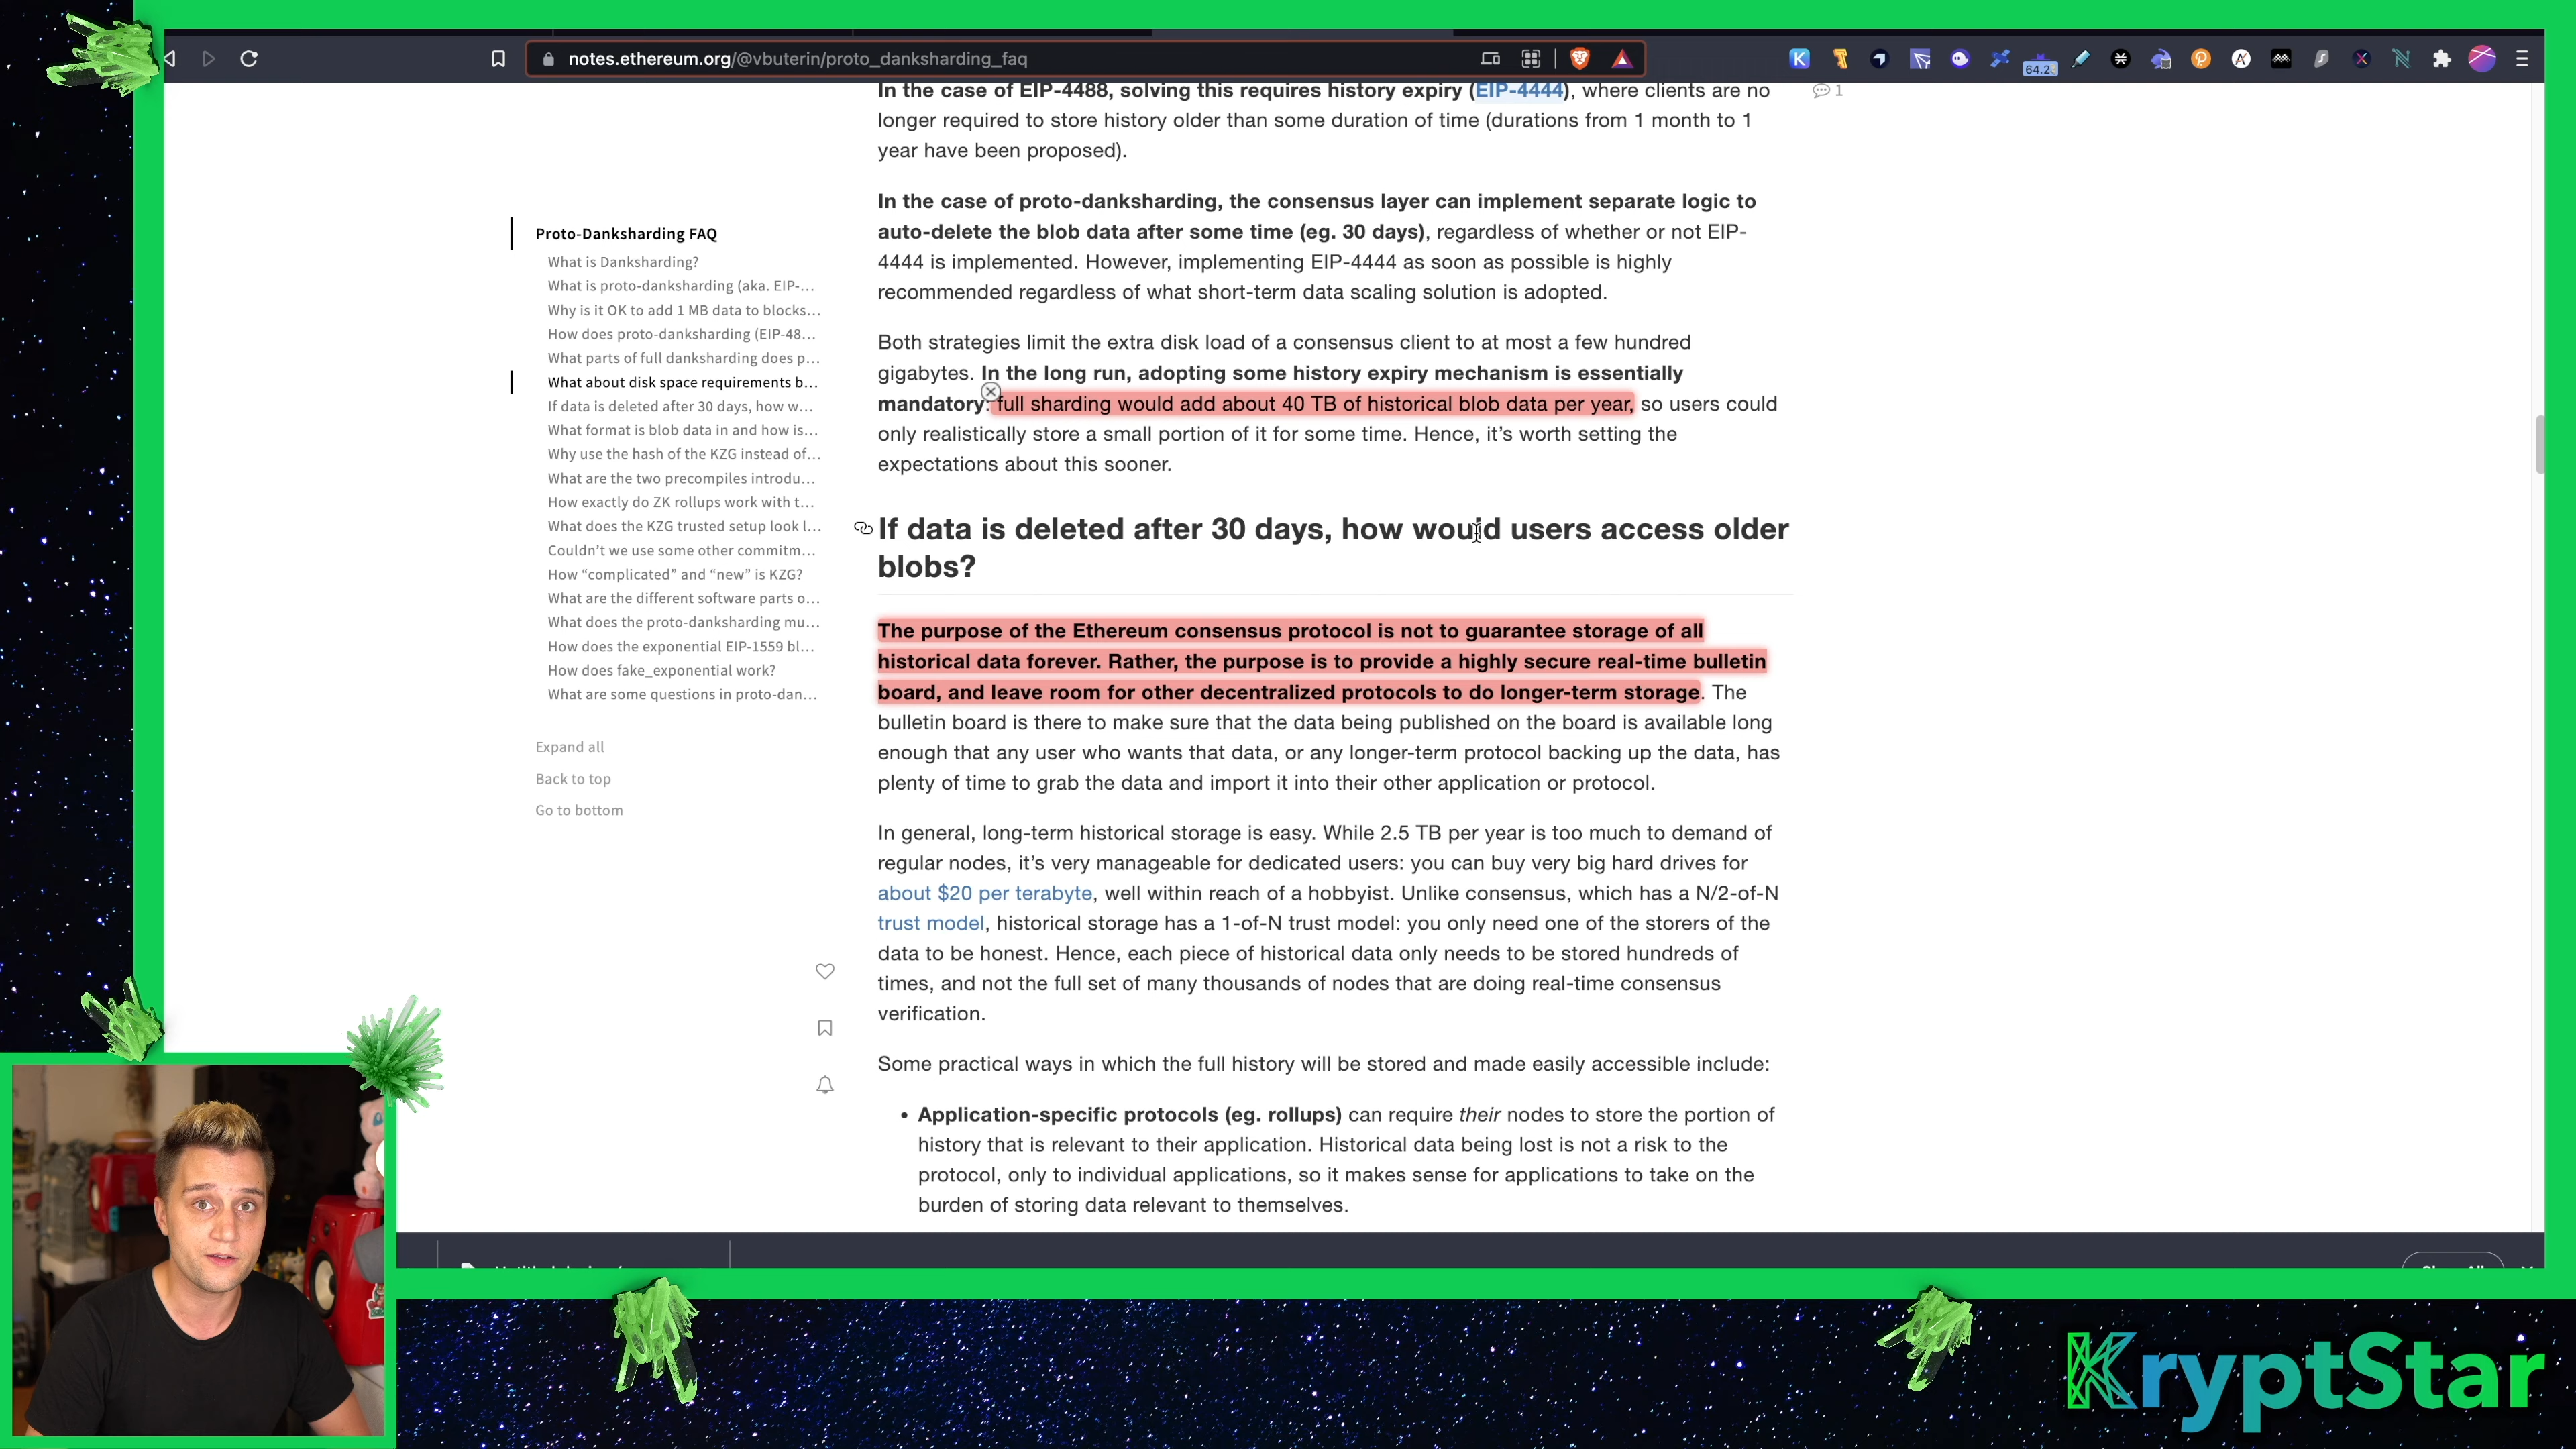 notes.ethereum.org/@vbuterin/proto_danksharding_faq
64.2
In the case of EIP-4488, solving this requires history expiry (EIP-4444), where clients are no
longer required to store history older than some duration of time (durations from 1 month to 1
year have been proposed).
1
In the case of proto-danksharding, the consensus layer can implement separate logic to
auto-delete the blob data after some time (eg. 30 days), regardless of whether or not EIP-
4444 is implemented. However, implementing EIP-4444 as soon as possible is highly
recommended regardless of what short-term data scaling solution is adopted.
Both strategies limit the extra disk load of a consensus client to at most a few hundred
gigabytes. In the long run, adopting some history expiry mechanism is essentially
mandatory: full sharding would add about 40 TB of historical blob data per year, so users could
only realistically store a small portion of it for some time. Hence, it's worth setting the
expectations about this sooner.
If data is deleted after 30 days, how would users access older
blobs?
The purpose of the Ethereum consensus protocol is not to guarantee storage of all
historical data forever. Rather, the purpose is to provide a highly secure real-time bulletin
board, and leave room for other decentralized protocols to do longer-term storage. The
bulletin board is there to make sure that the data being published on the board is available long
enough that any user who wants that data, or any longer-term protocol backing up the data, has
plenty of time to grab the data and import it into their other application or protocol.
In general, long-term historical storage is easy. While 2.5 TB per year is too much to demand of
regular nodes, it's very manageable for dedicated users: you can buy very big hard drives for
about $20 per terabyte, well within reach of a hobbyist. Unlike consensus, which has a N/2-of-N
trust model, historical storage has a 1-of-N trust model: you only need one of the storers of the
data to be honest. Hence, each piece of historical data only needs to be stored hundreds of
times, and not the full set of many thousands of nodes that are doing real-time consensus
verification.
Some practical ways in which the full history will be stored and made easily accessible include:
• Application-specific protocols (eg. rollups) can require their nodes to store the portion of
history that is relevant to their application. Historical data being lost is not a risk to the
protocol, only to individual applications, so it makes sense for applications to take on the
burden of storing data relevant to themselves.
Proto-Danksharding FAQ
What is Danksharding?
What is proto-danksharding (aka. EIP-...
Why is it OK to add 1 MB data to blocks...
How does proto-danksharding (EIP-48...
What parts of full danksharding does p...
What about disk space requirements b...
If data is deleted after 30 days, how w...
What format is blob data in and how is...
Why use the hash of the KZG instead of...
What are the two precompiles introdu...
How exactly do ZK rollups work with t...
What does the KZG trusted setup look l...
Couldn't we use some other commitm...
How "complicated" and "new" is KZG?
What are the different software parts o...
What does the proto-danksharding mu...
How does the exponential EIP-1559 bl...
How does fake_exponential work?
What are some questions in proto-dan...
Expand all
Back to top
Go to bottom
KryptStar